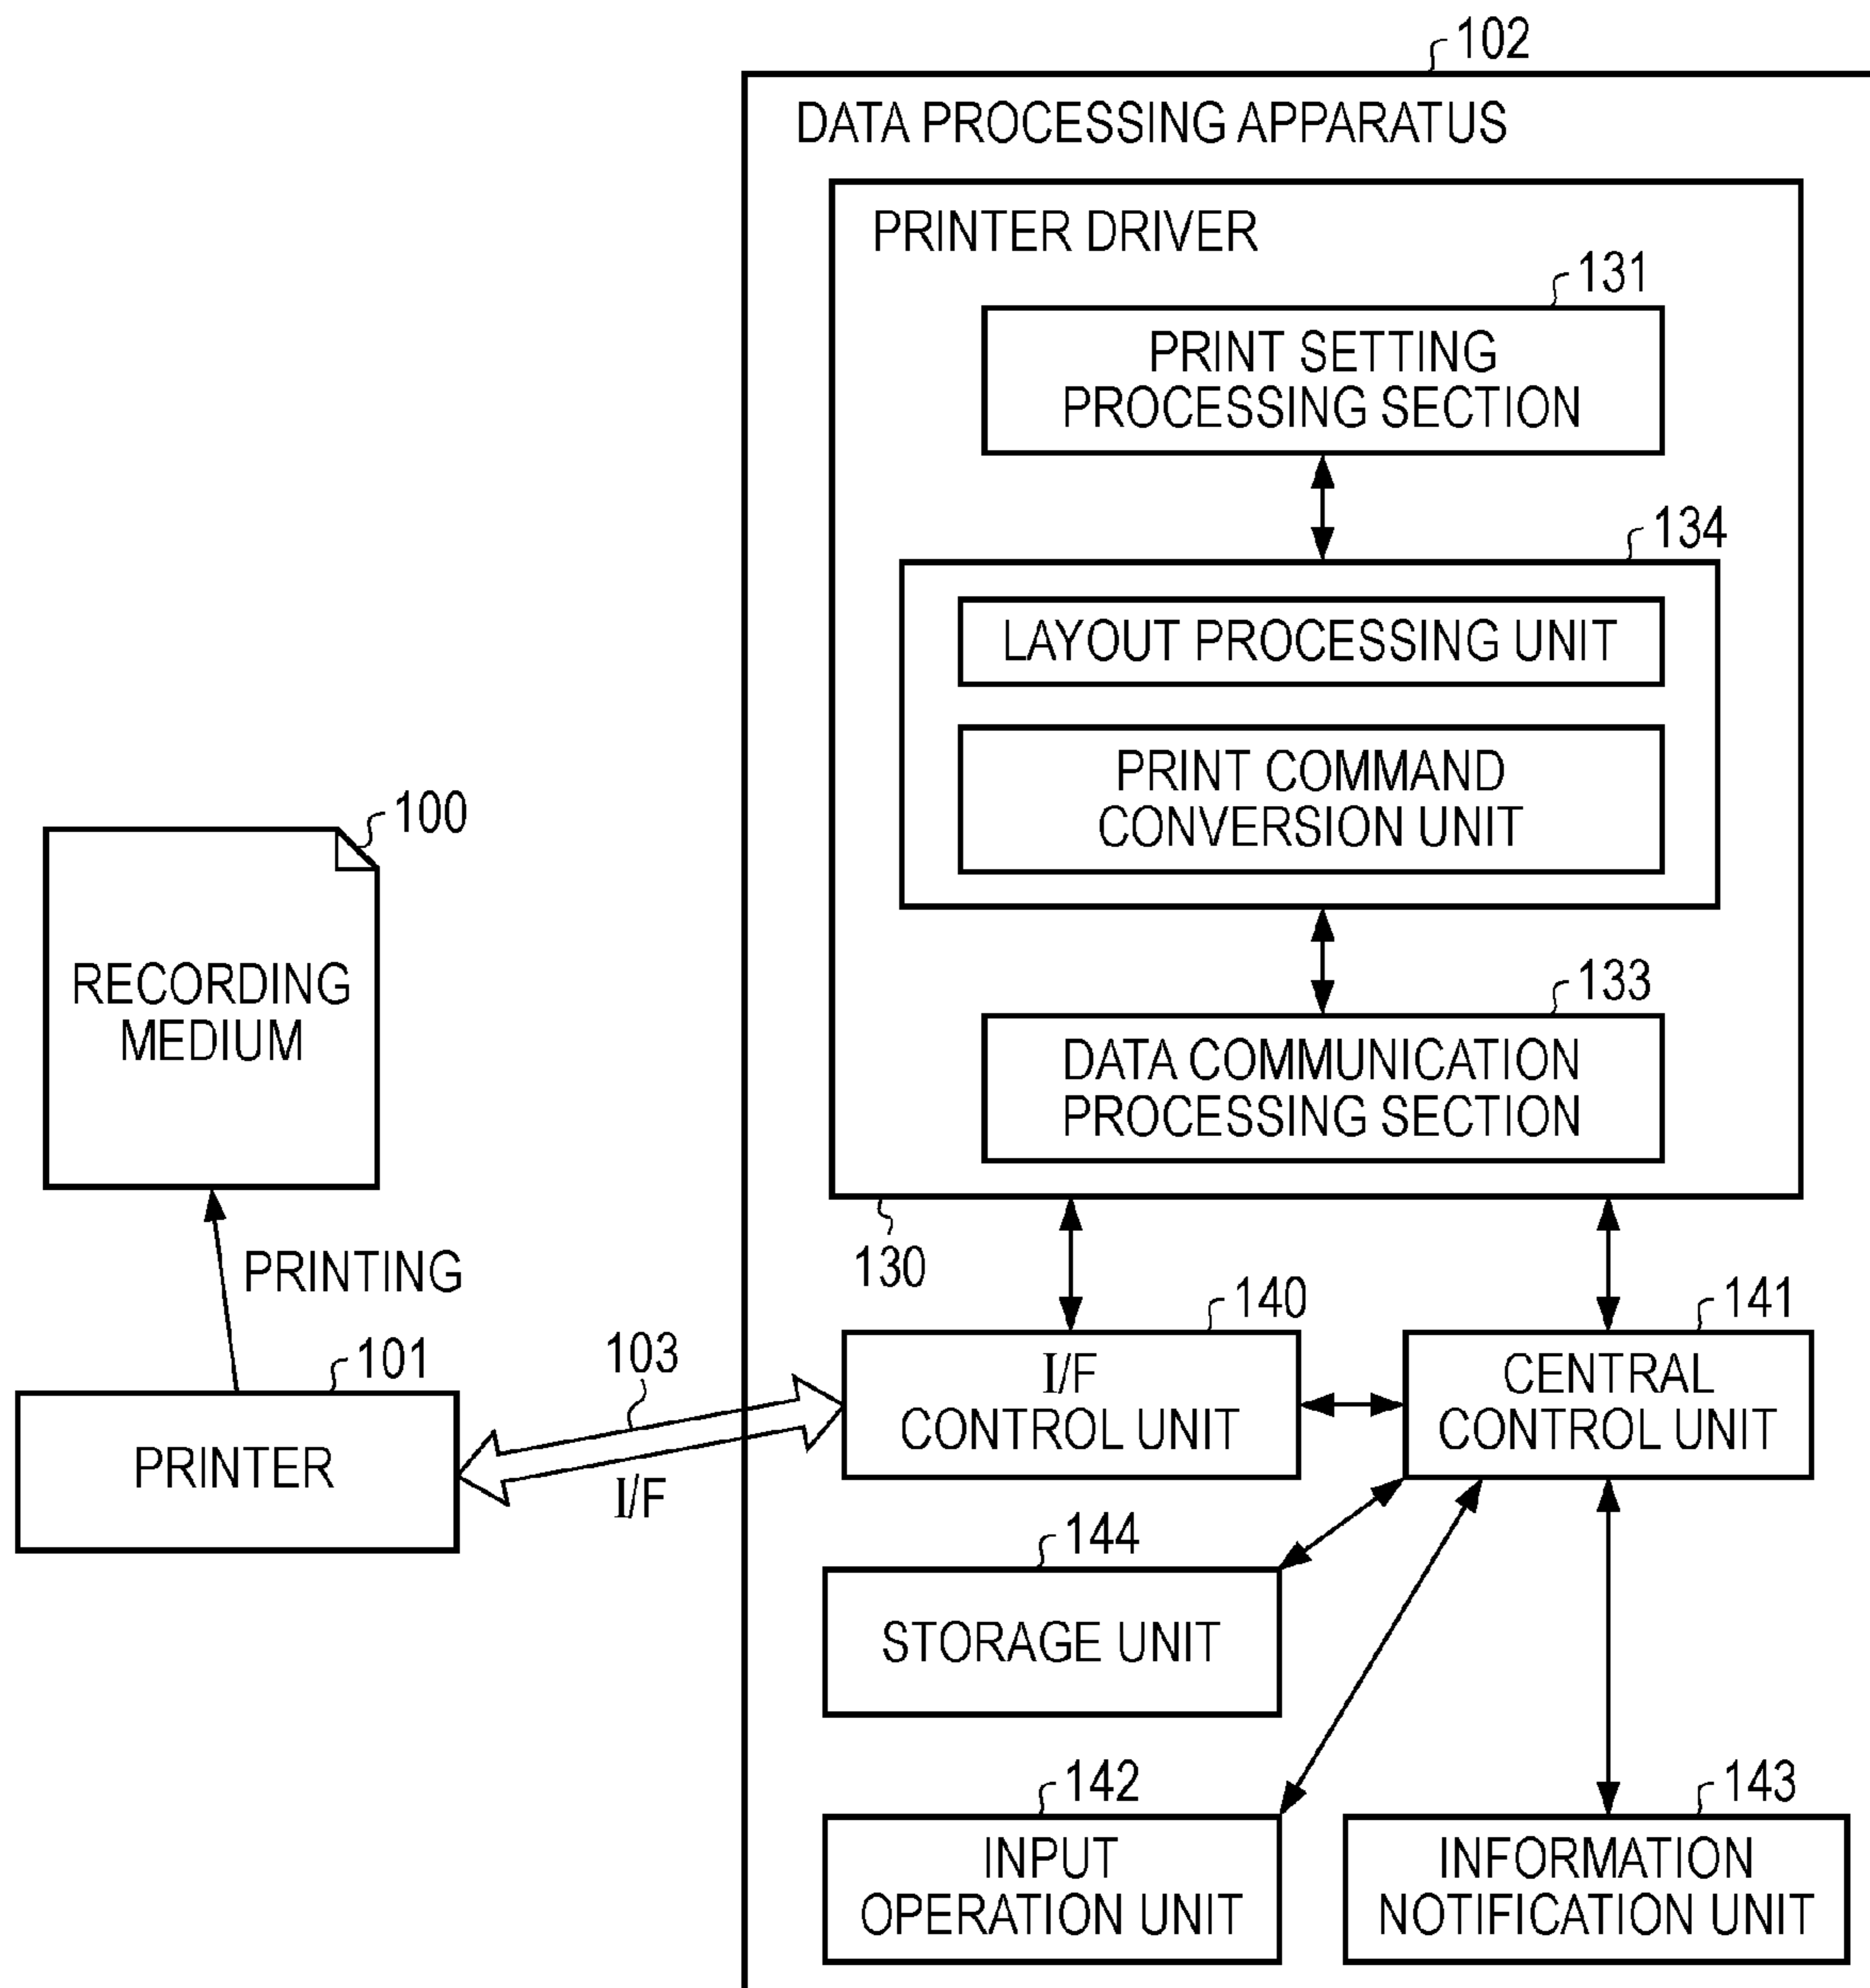 102
DATA PROCESSING APPARATUS
PRINTER DRIVER
131
PRINT SETTING
PROCESSING SECTION
134
LAYOUT PROCESSING UNIT
PRINT COMMAND
CONVERSION UNIT
100
RECORDING
MEDIUM
133
DATA COMMUNICATION
PROCESSING SECTION
130
PRINTING
101
PRINTER
103
I/F
140
I/F
CONTROL UNIT
141
CENTRAL
CONTROL UNIT
144
STORAGE UNIT
142
INPUT
OPERATION UNIT
143
INFORMATION
NOTIFICATION UNIT